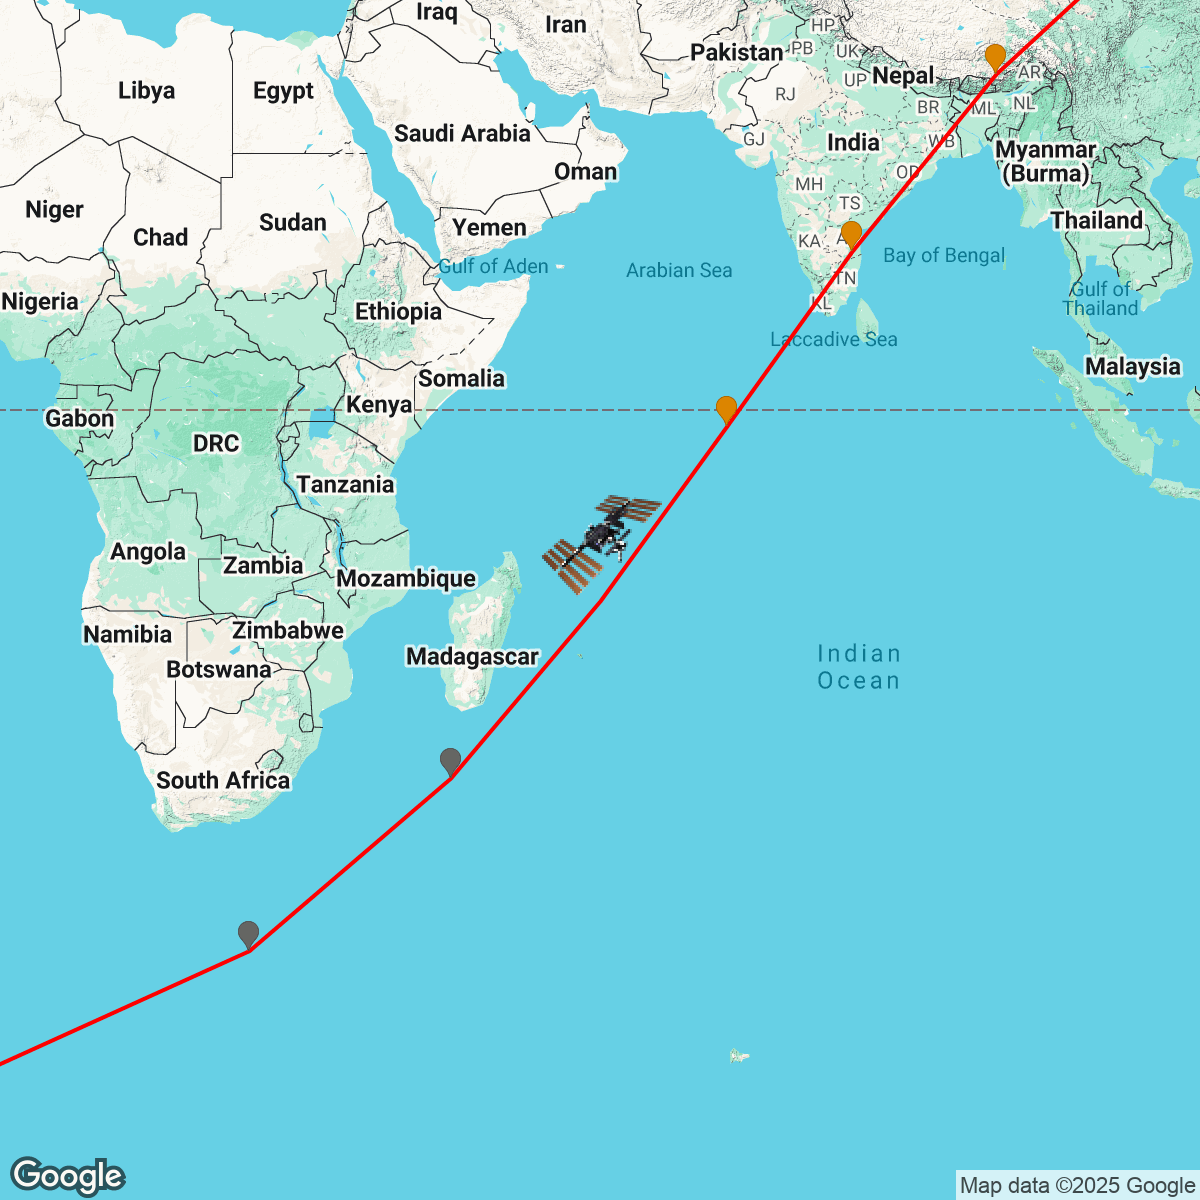 Iraq
Iran
HP
Pakistan
PB
UK
Nepal
AR
UP
Libya
Egypt
RJ
BR
ML
NL
Saudi Arabia
GJ
India
WB
Myanmar
(Burma)
Oman
OD
MH
Niger
TS
Sudan
Yemen
Thailand
Chad
KA
A
Bay of Bengal
Gulf of Aden
Arabian Sea
TN
Gulf of
Thailand
Nigeria
Ethiopia
KL
Laccadive Sea
Malaysia
Somalia
Kenya
Gabon
DRC
Tanzania
Angola
Zambia
Mozambique
Namibia
Zimbabwe
Madagascar
Indian
Ocean
Botswana
South Africa
Google
Map data ©2025 Google